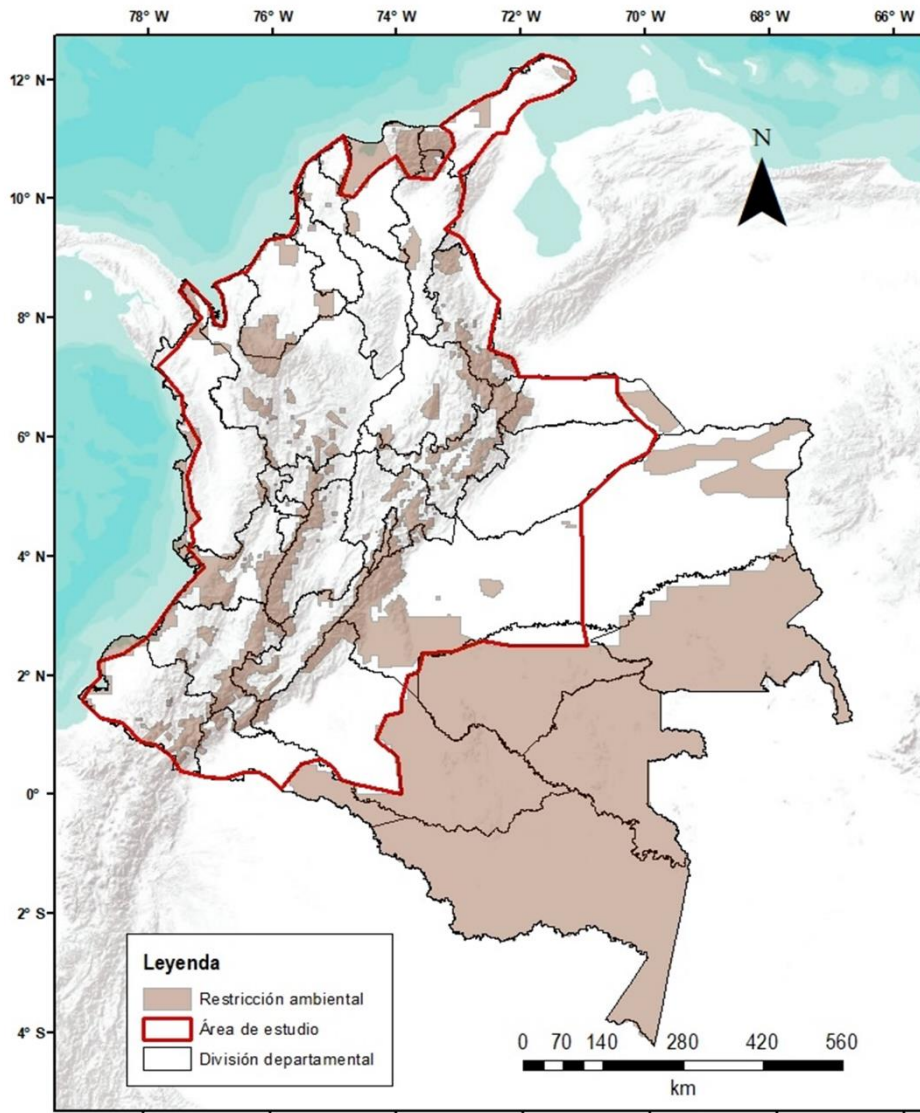 78° W 76° W 74° W 72° W 70° W 68° W 66° W
12° N
10° N
8° N
6° N
4° N
2° N
0°
2° S
4° S
N
Leyenda
Restricción ambiental
Área de estudio
División departamental
0 70 140 280 420 560
km